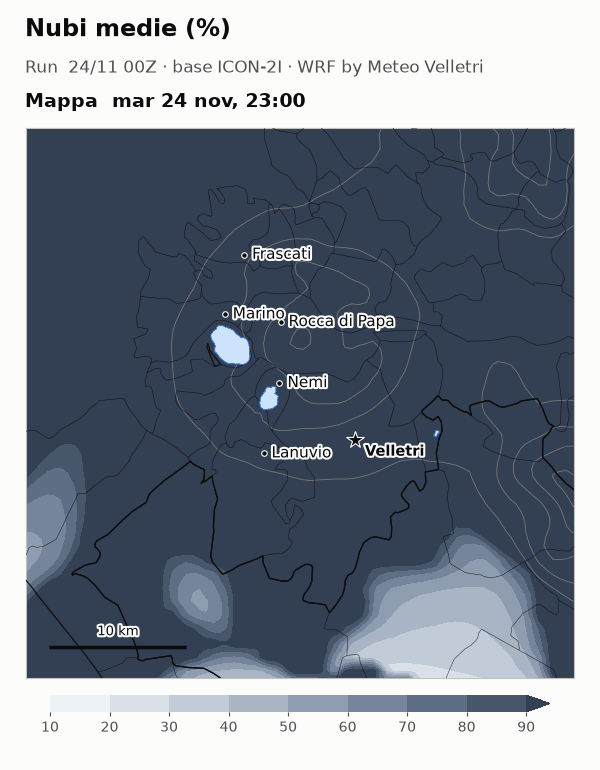 Nubi medie (%)
Run  24/11 00Z · base ICON-2I · WRF by Meteo Velletri
Mappa  mar 24 nov, 23:00
Frascati
Marino
Rocca di Papa
Nemi
Velletri
Lanuvio
10 km
10 20 30 40 50 60 70 80 90